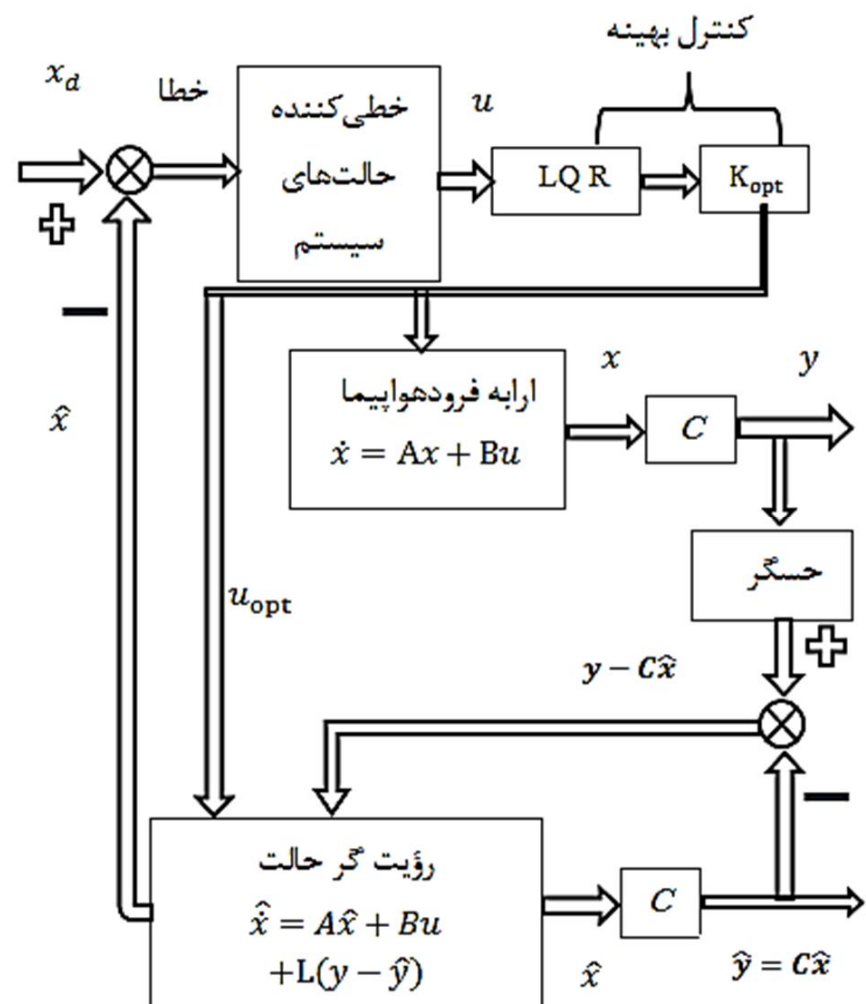 کنترل بهینه
x_d
خطا
خطی‌کننده
حالت‌های
سیستم
u
LQ R
K_opt
+
−
x̂
ارابه فرودهواپیما
ẋ = Ax + Bu
x
C
y
حسگر
+
u_opt
y − Cx̂
−
رؤیت گر حالت
x̂̇ = Ax̂ + Bu
+L(y − ŷ)
x̂
C
ŷ = Cx̂